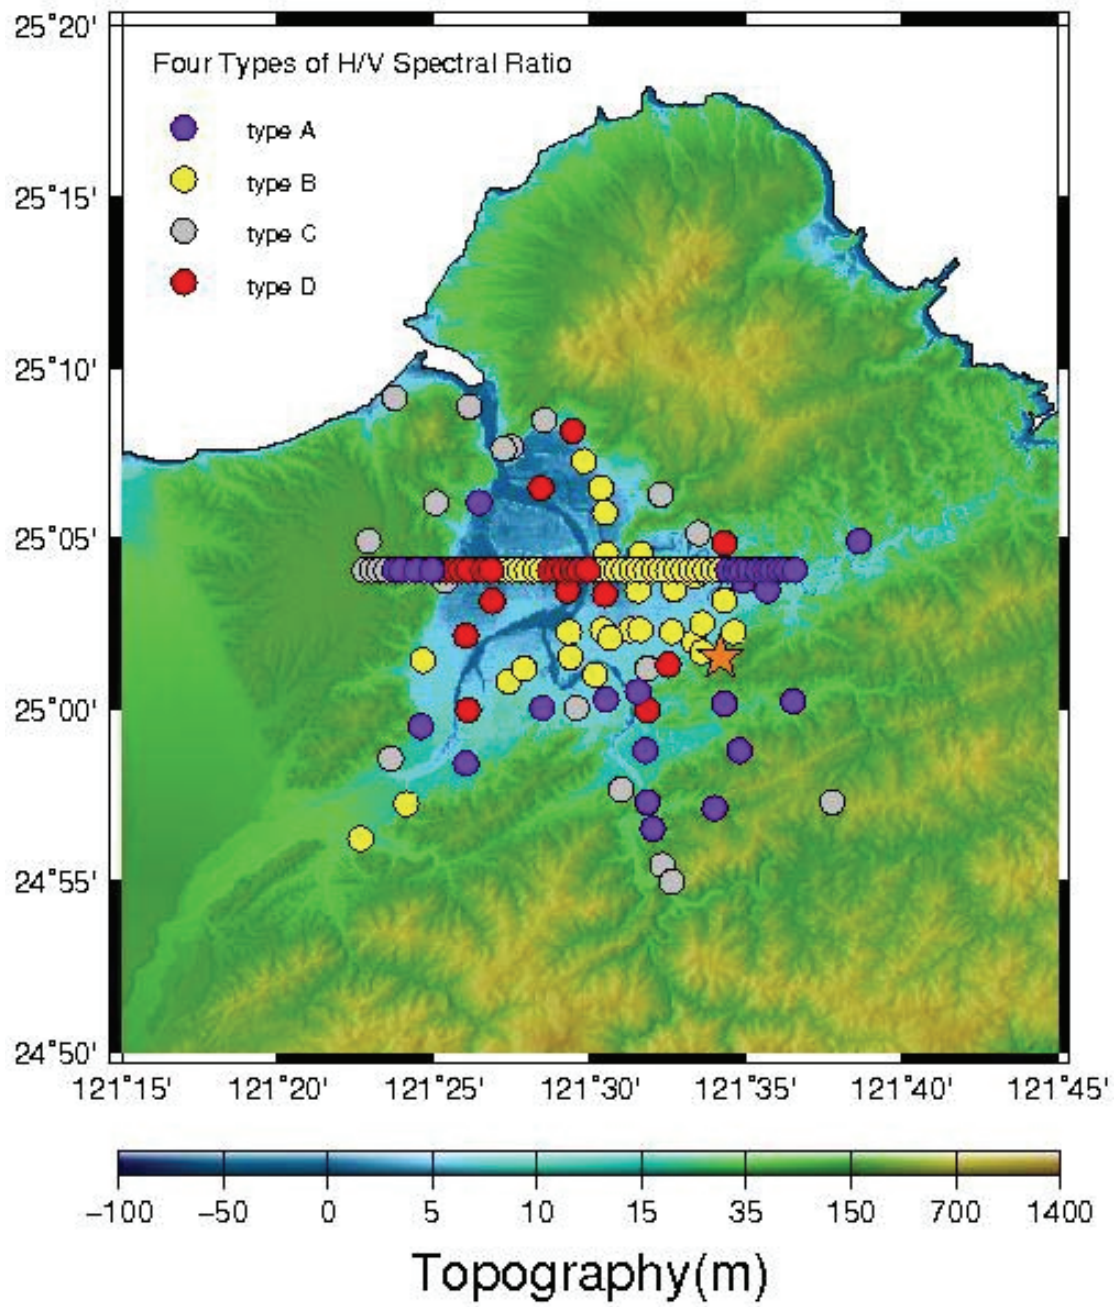 25°20'
Four Types of H/V Spectral Ratio
type A
type B
25°15'
type C
type D
25°10'
25°05'
25°00'
24°55'
24°50'
121°15' 121°20' 121°25' 121°30' 121°35' 121°40' 121°45'
−100 −50 0 5 10 15 35 150 700 1400
Topography(m)